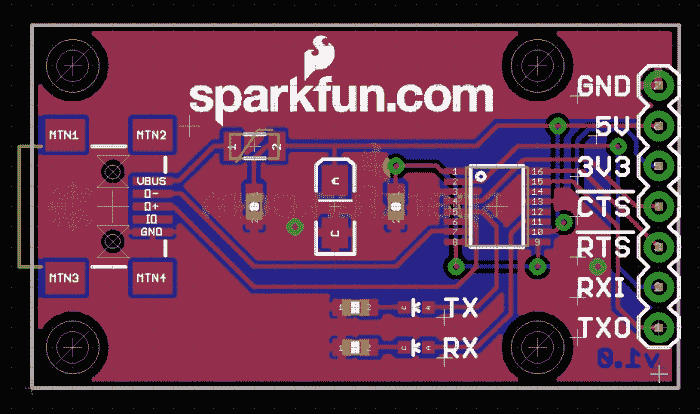 sparkfun.com
GND
MTN1
MTN2
5V
1
2
3V3
VBUS
D-
D+
IO
GND
1
2
3
4
5
6
7
8
16
15
14
13
12
11
10
9
CTS
RTS
MTN3
MTN4
RXI
TX
TXO
RX
v1.0